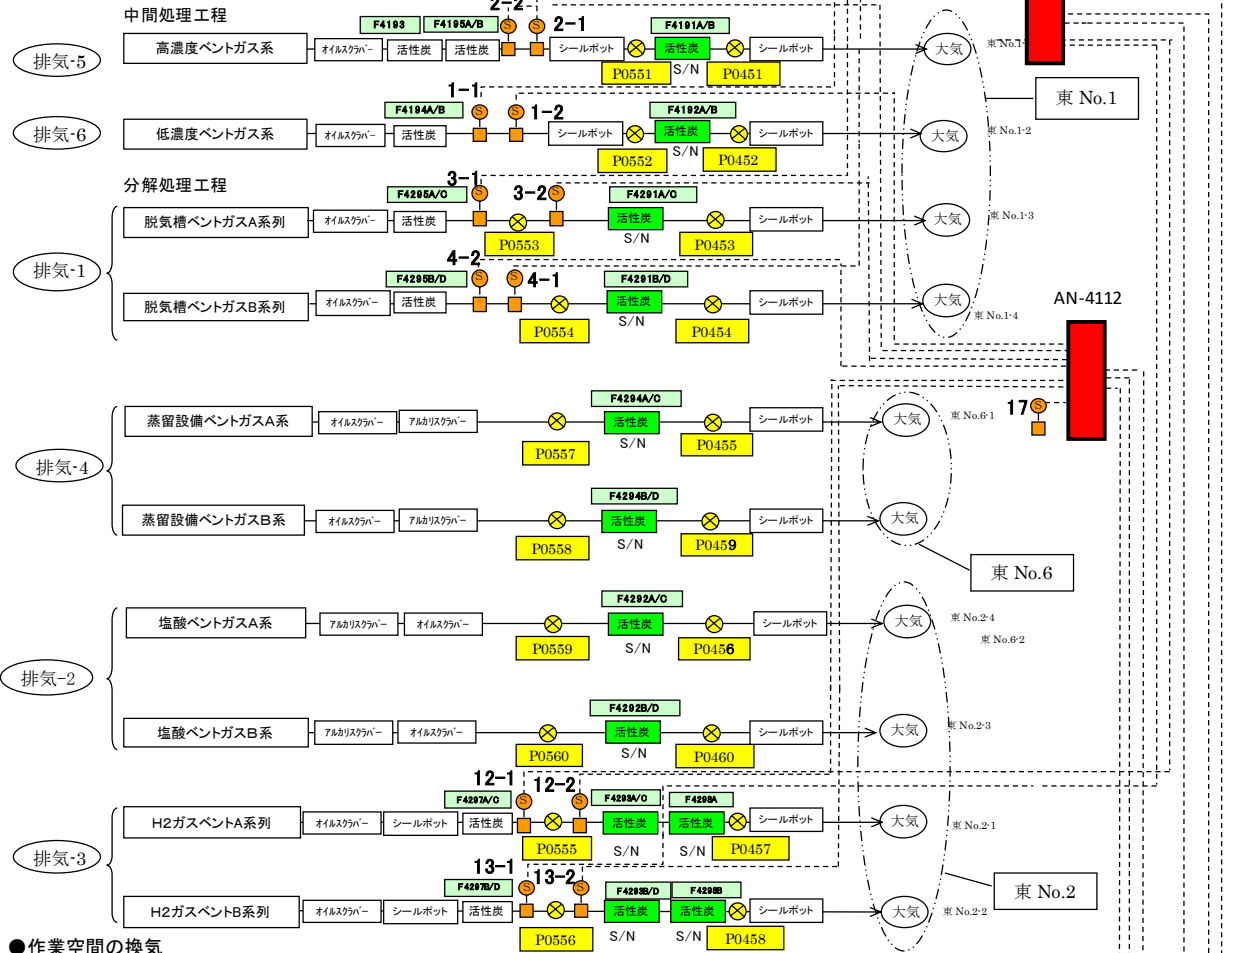 中間処理工程
2-2
F4193
F4195A/B
2-1
F4191A/B
排気-5
高濃度ベントガス系
オイルスクラバー
活性炭
活性炭
シールポット
活性炭
シールポット
大気
東 No.1-
P0551
S/N
P0451
東 No.1
1-1
F4194A/B
1-2
F4192A/B
排気-6
低濃度ベントガス系
オイルスクラバー
活性炭
シールポット
活性炭
シールポット
大気
東 No.1-2
P0552
S/N
P0452
分解処理工程
3-1
F4295A/C
3-2
F4291A/C
脱気槽ベントガスA系列
オイルスクラバー
活性炭
活性炭
シールポット
大気
東 No.1-3
P0553
S/N
P0453
排気-1
4-2
F4295B/D
4-1
F4291B/D
脱気槽ベントガスB系列
オイルスクラバー
活性炭
活性炭
シールポット
大気
東 No.1-4
P0554
S/N
P0454
AN-4112
F4294A/C
蒸留設備ベントガスA系
オイルスクラバー
アルカリスクラバー
活性炭
シールポット
大気
東 No.6-1
17
S
P0557
S/N
P0455
排気-4
F4294B/D
蒸留設備ベントガスB系
オイルスクラバー
アルカリスクラバー
活性炭
シールポット
大気
P0558
S/N
P0459
東 No.6
F4292A/C
塩酸ベントガスA系
アルカリスクラバー
オイルスクラバー
活性炭
シールポット
大気
東 No.2-4
東 No.6-2
P0559
S/N
P0456
排気-2
F4292B/D
塩酸ベントガスB系
アルカリスクラバー
オイルスクラバー
活性炭
シールポット
大気
東 No.2-3
P0560
S/N
P0460
12-1
12-2
F4297A/C
F4293A/C
F4298A
H2ガスベントA系列
オイルスクラバー
シールポット
活性炭
活性炭
活性炭
シールポット
大気
東 No.2-1
P0555
S/N
S/N
P0457
排気-3
13-1
13-2
F4297B/D
F4293B/D
F4298B
H2ガスベントB系列
オイルスクラバー
シールポット
活性炭
活性炭
活性炭
シールポット
大気
東 No.2-2
P0556
S/N
S/N
P0458
東 No.2
●作業空間の換気